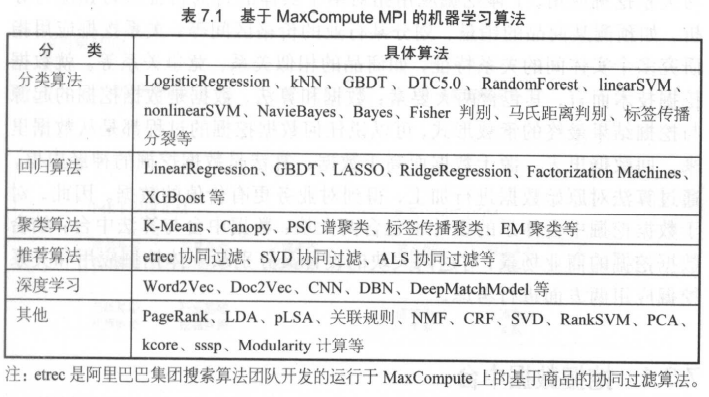 表 7.1 基于 MaxCompute MPI 的机器学习算法
分 类 具体算法
分类算法 LogisticRegression、kNN、GBDT、DTC5.0、RandomForest、linearSVM、
nlinearSVM、NavieBayes、Bayes、Fisher 判别、马氏距离判别、标签传播
分裂等
回归算法 LinearRegression、GBDT、LASSO、RidgeRegression、Factorization Machines、
XGBoost 等
聚类算法 K-Means、Canopy、PSC 谱聚类、标签传播聚类、EM 聚类等
推荐算法 etrec 协同过滤、SVD 协同过滤、ALS 协同过滤等
深度学习 Word2Vec、Doc2Vec、CNN、DBN、DeepMatchModel 等
其他 PageRank、LDA、pLSA、关联规则、NMF、CRF、SVD、RankSVM、PCA、
kcore、sssp、Modularity 计算等
注：etrec 是阿里巴巴集团搜索算法团队开发的运行于 MaxCompute 上的基于商品的协同过滤算法。